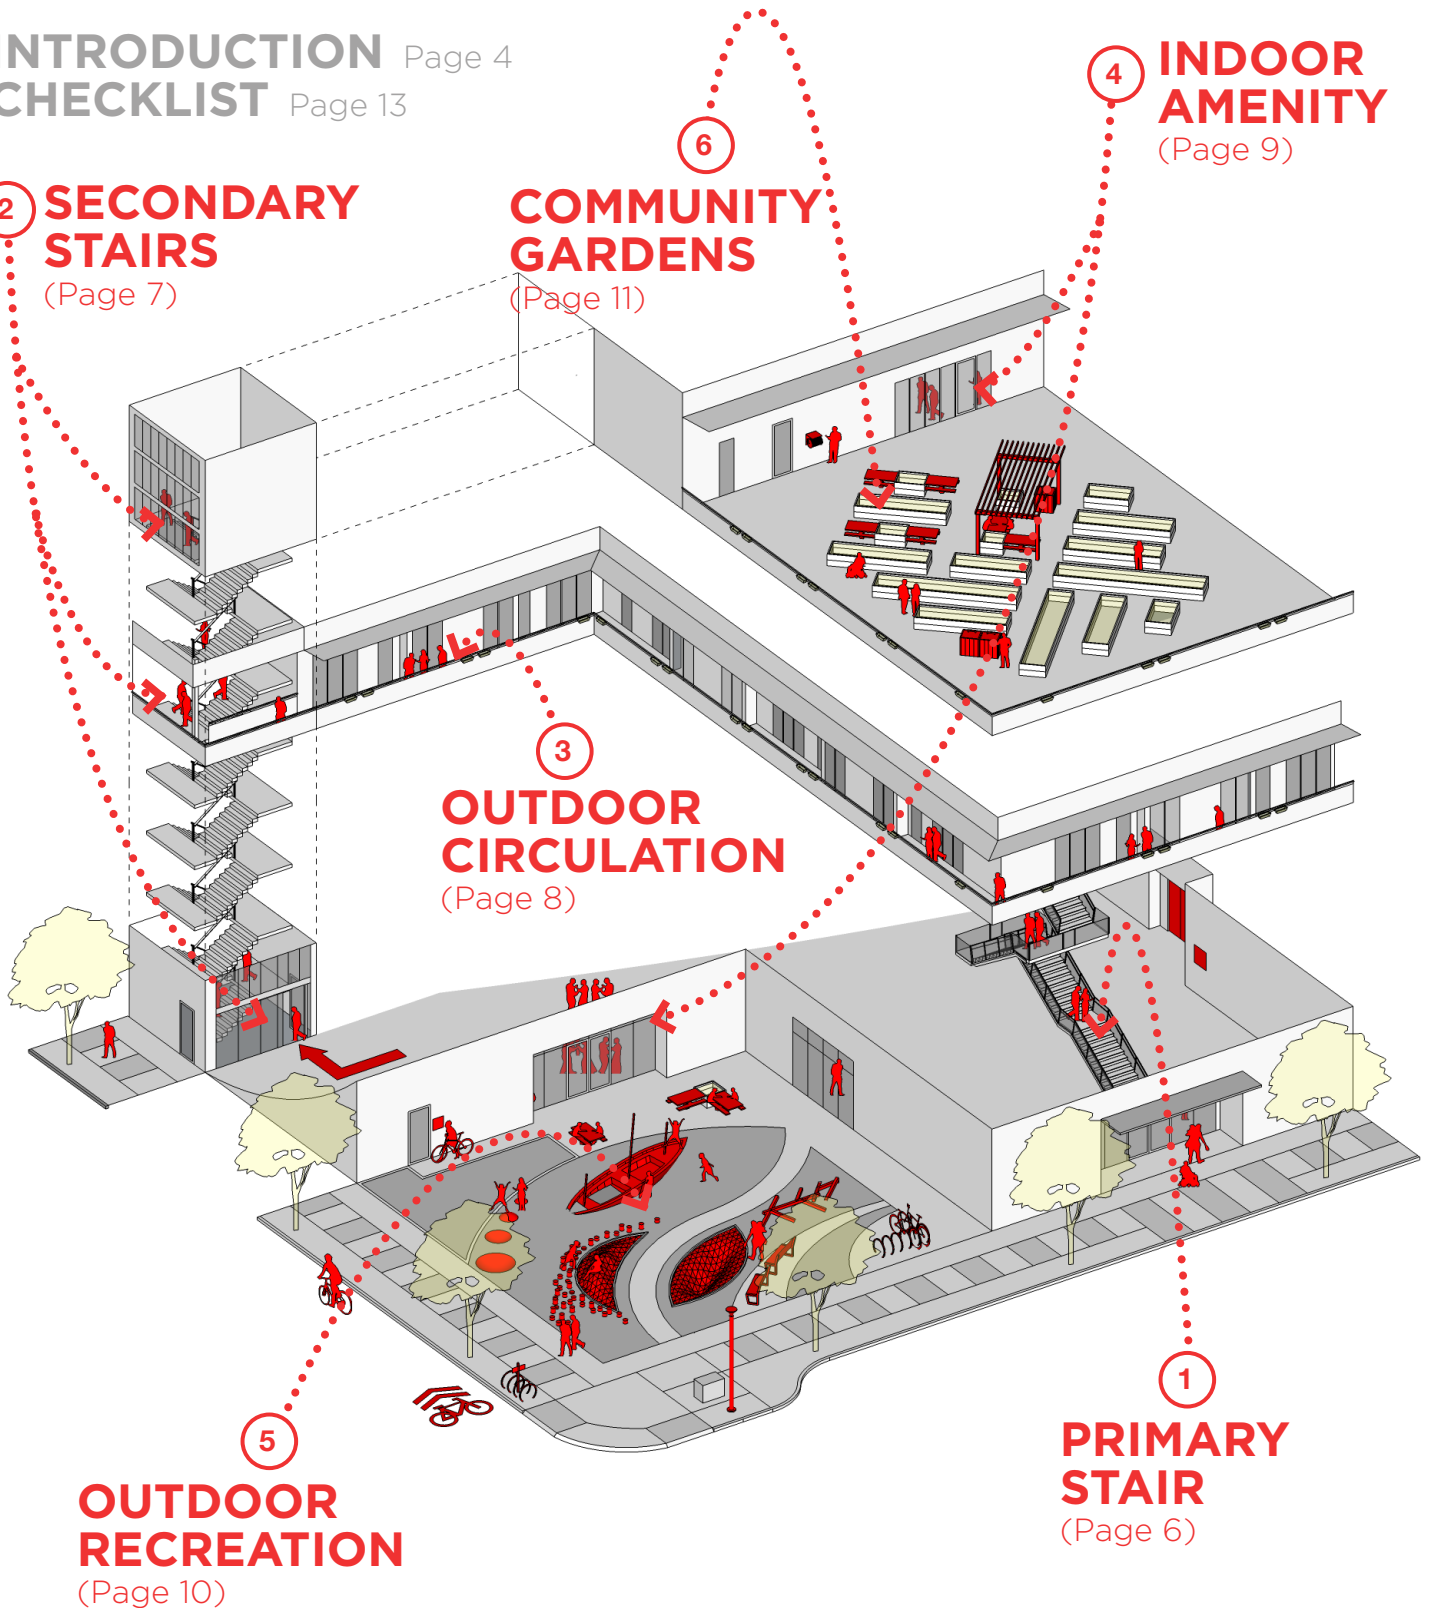 INTRODUCTION Page 4
CHECKLIST Page 13
4 INDOOR
AMENITY
(Page 9)
6
COMMUNITY
GARDENS
(Page 11)
2 SECONDARY
STAIRS
(Page 7)
3
OUTDOOR
CIRCULATION
(Page 8)
1
PRIMARY
STAIR
(Page 6)
5
OUTDOOR
RECREATION
(Page 10)